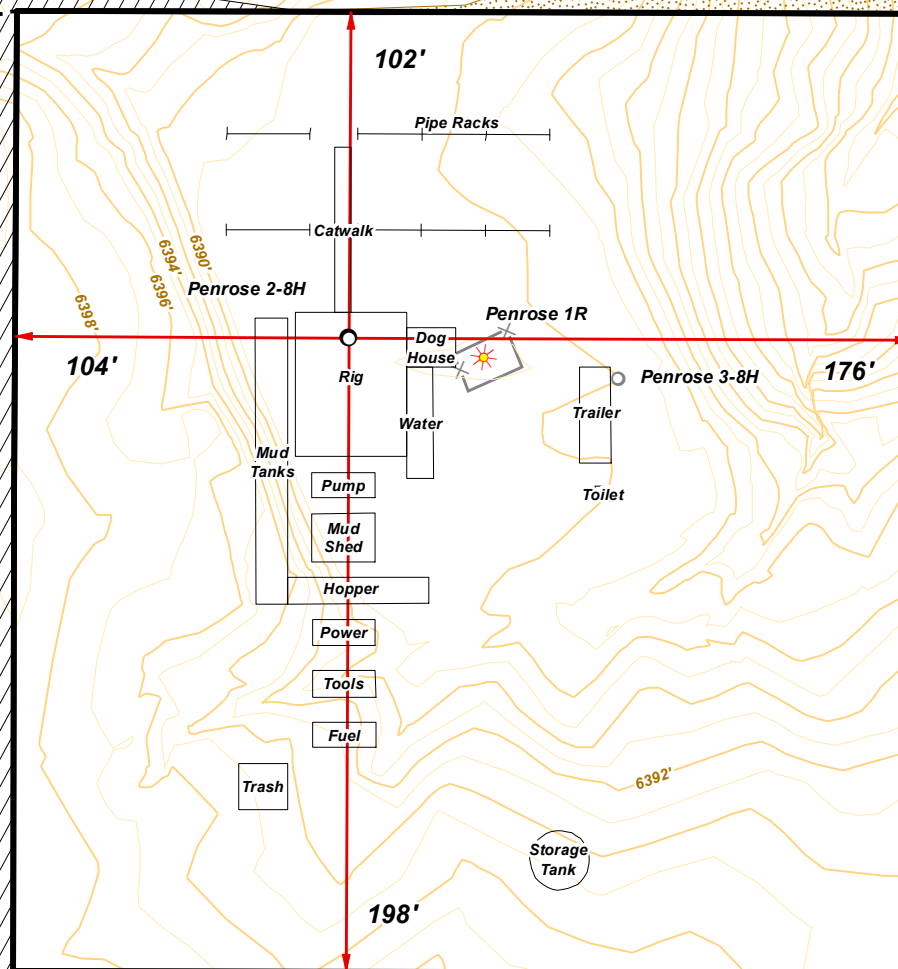 102'
Pipe Racks
Catwalk
6390'
6394'
6396'
6398'
Penrose 2-8H
Penrose 1R
Dog
House
104'
176'
Rig
Penrose 3-8H
Trailer
Water
Mud
Tanks
Pump
Toilet
Mud
Shed
Hopper
Power
Tools
Fuel
6392'
Trash
Storage
Tank
198'